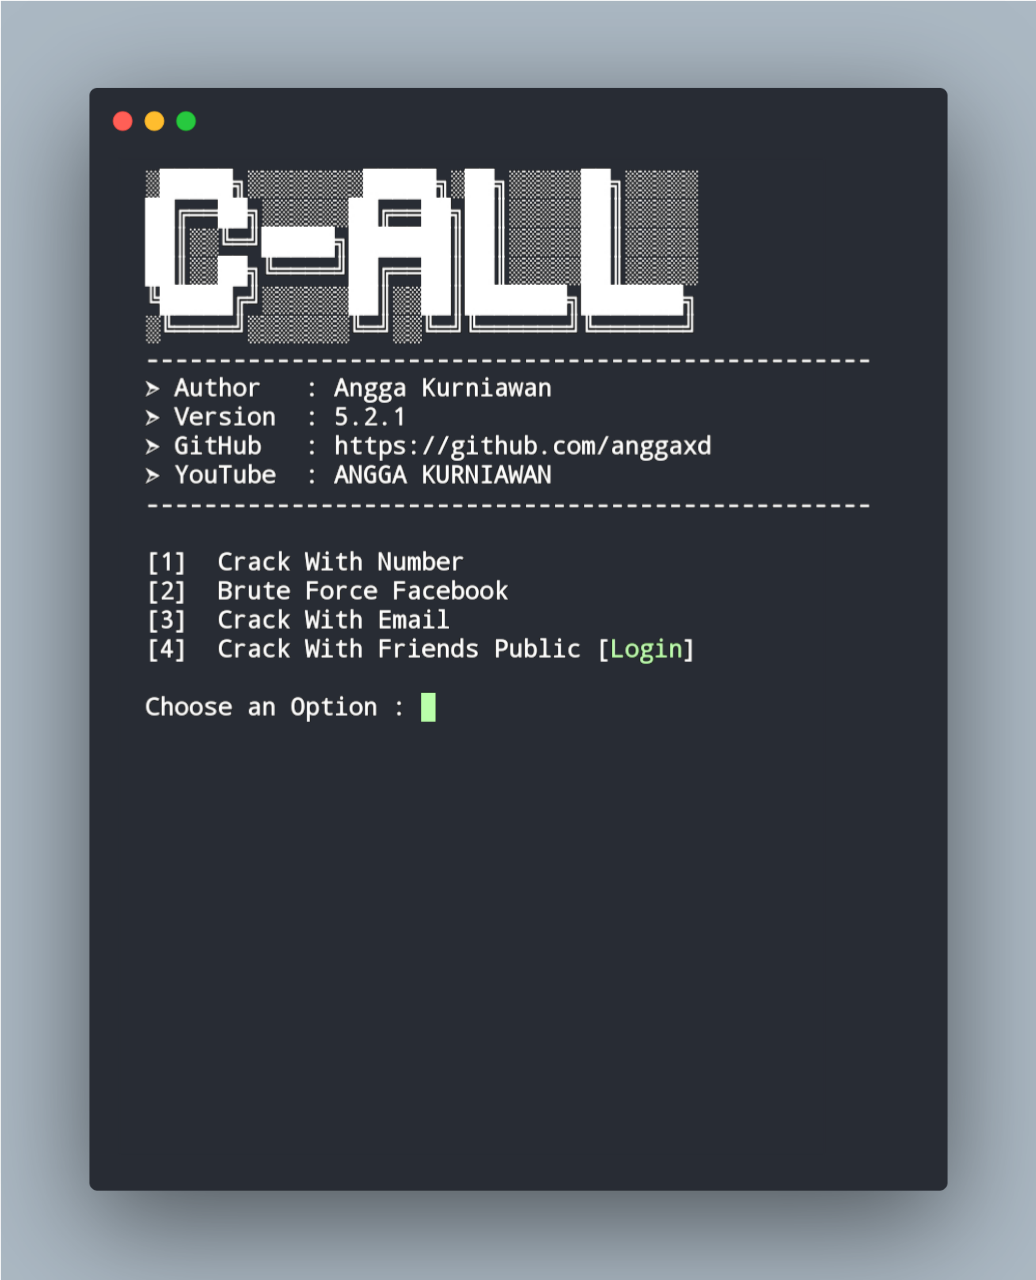 C-ALL
--------------------------------------------------
➤ Author   : Angga Kurniawan
➤ Version  : 5.2.1
➤ GitHub   : https://github.com/anggaxd
➤ YouTube  : ANGGA KURNIAWAN
--------------------------------------------------
[1]  Crack With Number
[2]  Brute Force Facebook
[3]  Crack With Email
[4]  Crack With Friends Public [Login]
Choose an Option :